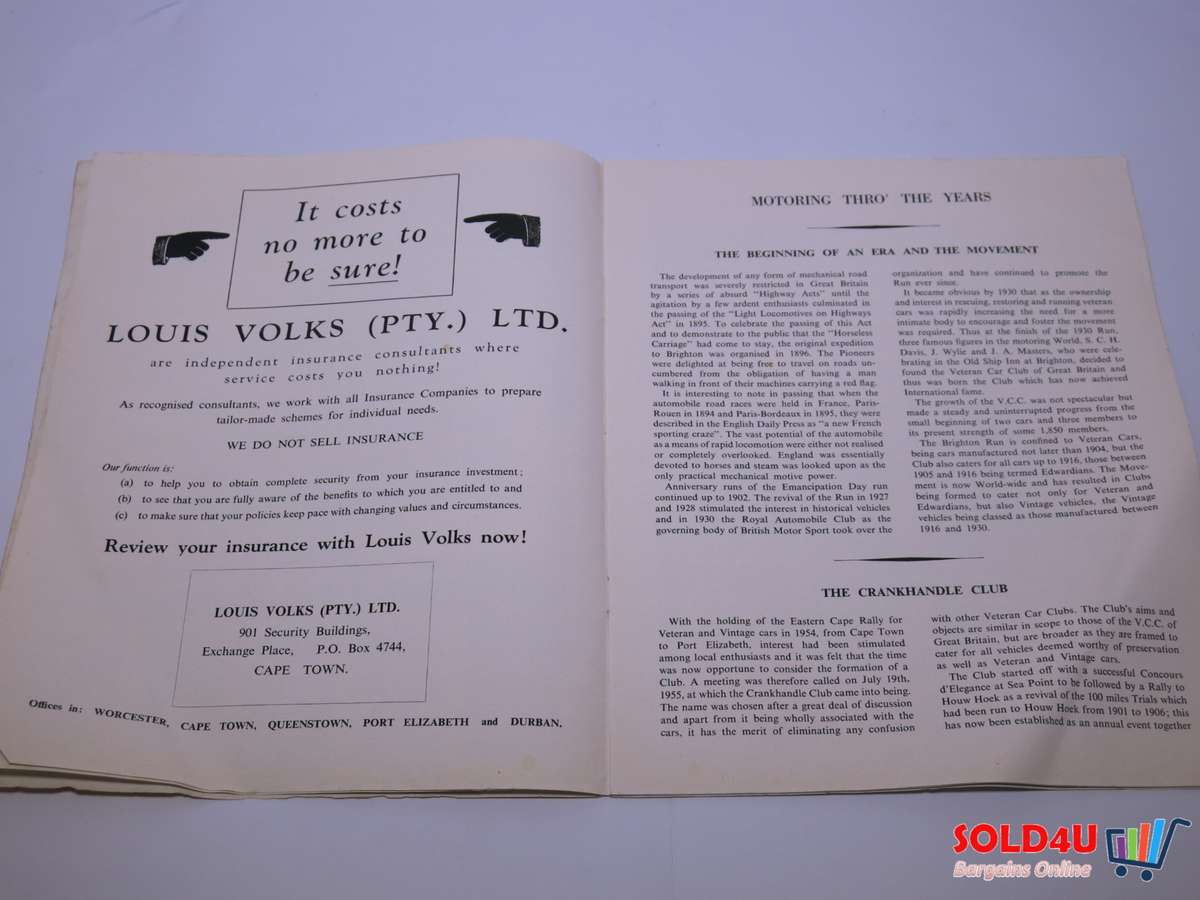 It costs
no more to
be sure!
LOUIS VOLKS (PTY.) LTD.
are independent insurance consultants where
service costs you nothing!
As recognised consultants, we work with all Insurance Companies to prepare
tailor-made schemes for individual needs.
WE DO NOT SELL INSURANCE
Our function is:
(a) to help you to obtain complete security from your insurance investment;
(b) to see that you are fully aware of the benefits to which you are entitled to and
(c) to make sure that your policies keep pace with changing values and circumstances.
Review your insurance with Louis Volks now!
LOUIS VOLKS (PTY.) LTD.
901 Security Buildings,
Exchange Place, P.O. Box 4744,
CAPE TOWN.
Offices in: WORCESTER, CAPE TOWN, QUEENSTOWN, PORT ELIZABETH and DURBAN.
MOTORING THRO' THE YEARS
THE BEGINNING OF AN ERA AND THE MOVEMENT
The development of any form of mechanical road
transport was severely restricted in Great Britain
by a series of absurd "Highway Acts" until the
agitation by a few ardent enthusiasts culminated in
the passing of the "Light Locomotives on Highways
Act" in 1895. To celebrate the passing of this Act
and to demonstrate to the public that the "Horseless
Carriage" had come to stay, the original expedition
to Brighton was organised in 1896. The Pioneers
were delighted at being free to travel on roads un-
cumbered from the obligation of having a man
walking in front of their machines carrying a red flag.
It is interesting to note in passing that when the
automobile road races were held in France, Paris-
Rouen in 1894 and Paris-Bordeaux in 1895, they were
described in the English Daily Press as "a new French
sporting craze". The vast potential of the automobile
as a means of rapid locomotion were either not realised
or completely overlooked. England was essentially
devoted to horses and steam was looked upon as the
only practical mechanical motive power.
Anniversary runs of the Emancipation Day run
continued up to 1902. The revival of the Run in 1927
and 1928 stimulated the interest in historical vehicles
and in 1930 the Royal Automobile Club as the
governing body of British Motor Sport took over the
organization and have continued to promote the
Run ever since.
It became obvious by 1930 that as the ownership
and interest in rescuing, restoring and running veteran
cars was rapidly increasing the need for a more
intimate body to encourage and foster the movement
was required. Thus at the finish of the 1930 Run,
three famous figures in the motoring World, S. C. H.
Davis, J. Wylie and J. A. Masters, who were cele-
brating in the Old Ship Inn at Brighton, decided to
found the Veteran Car Club of Great Britain and
thus was born the Club which has now achieved
International fame.
The growth of the V.C.C. was not spectacular but
made a steady and uninterrupted progress from the
small beginning of two cars and three members to
its present strength of some 1,850 members.
The Brighton Run is confined to Veteran Cars,
being cars manufactured not later than 1904, but the
Club also caters for all cars up to 1916, those between
1905 and 1916 being termed Edwardians. The Move-
ment is now World-wide and has resulted in Clubs
being formed to cater not only for Veteran and
Edwardians, but also Vintage vehicles, the Vintage
vehicles being classed as those manufactured between
1916 and 1930.
THE CRANKHANDLE CLUB
With the holding of the Eastern Cape Rally for
Veteran and Vintage cars in 1954, from Cape Town
to Port Elizabeth, interest had been stimulated
among local enthusiasts and it was felt that the time
was now opportune to consider the formation of a
Club. A meeting was therefore called on July 19th,
1955, at which the Crankhandle Club came into being.
The name was chosen after a great deal of discussion
and apart from it being wholly associated with the
cars, it has the merit of eliminating any confusion
with other Veteran Car Clubs. The Club's aims and
objects are similar in scope to those of the V.C.C. of
Great Britain, but are broader as they are framed to
cater for all vehicles deemed worthy of preservation
as well as Veteran and Vintage cars.
The Club started off with a successful Concours
d'Elegance at Sea Point to be followed by a Rally to
Houw Hoek as a revival of the 100 miles Trials which
had been run to Houw Hoek from 1901 to 1906; this
has now been established as an annual event together
SOLD4U
Bargains Online